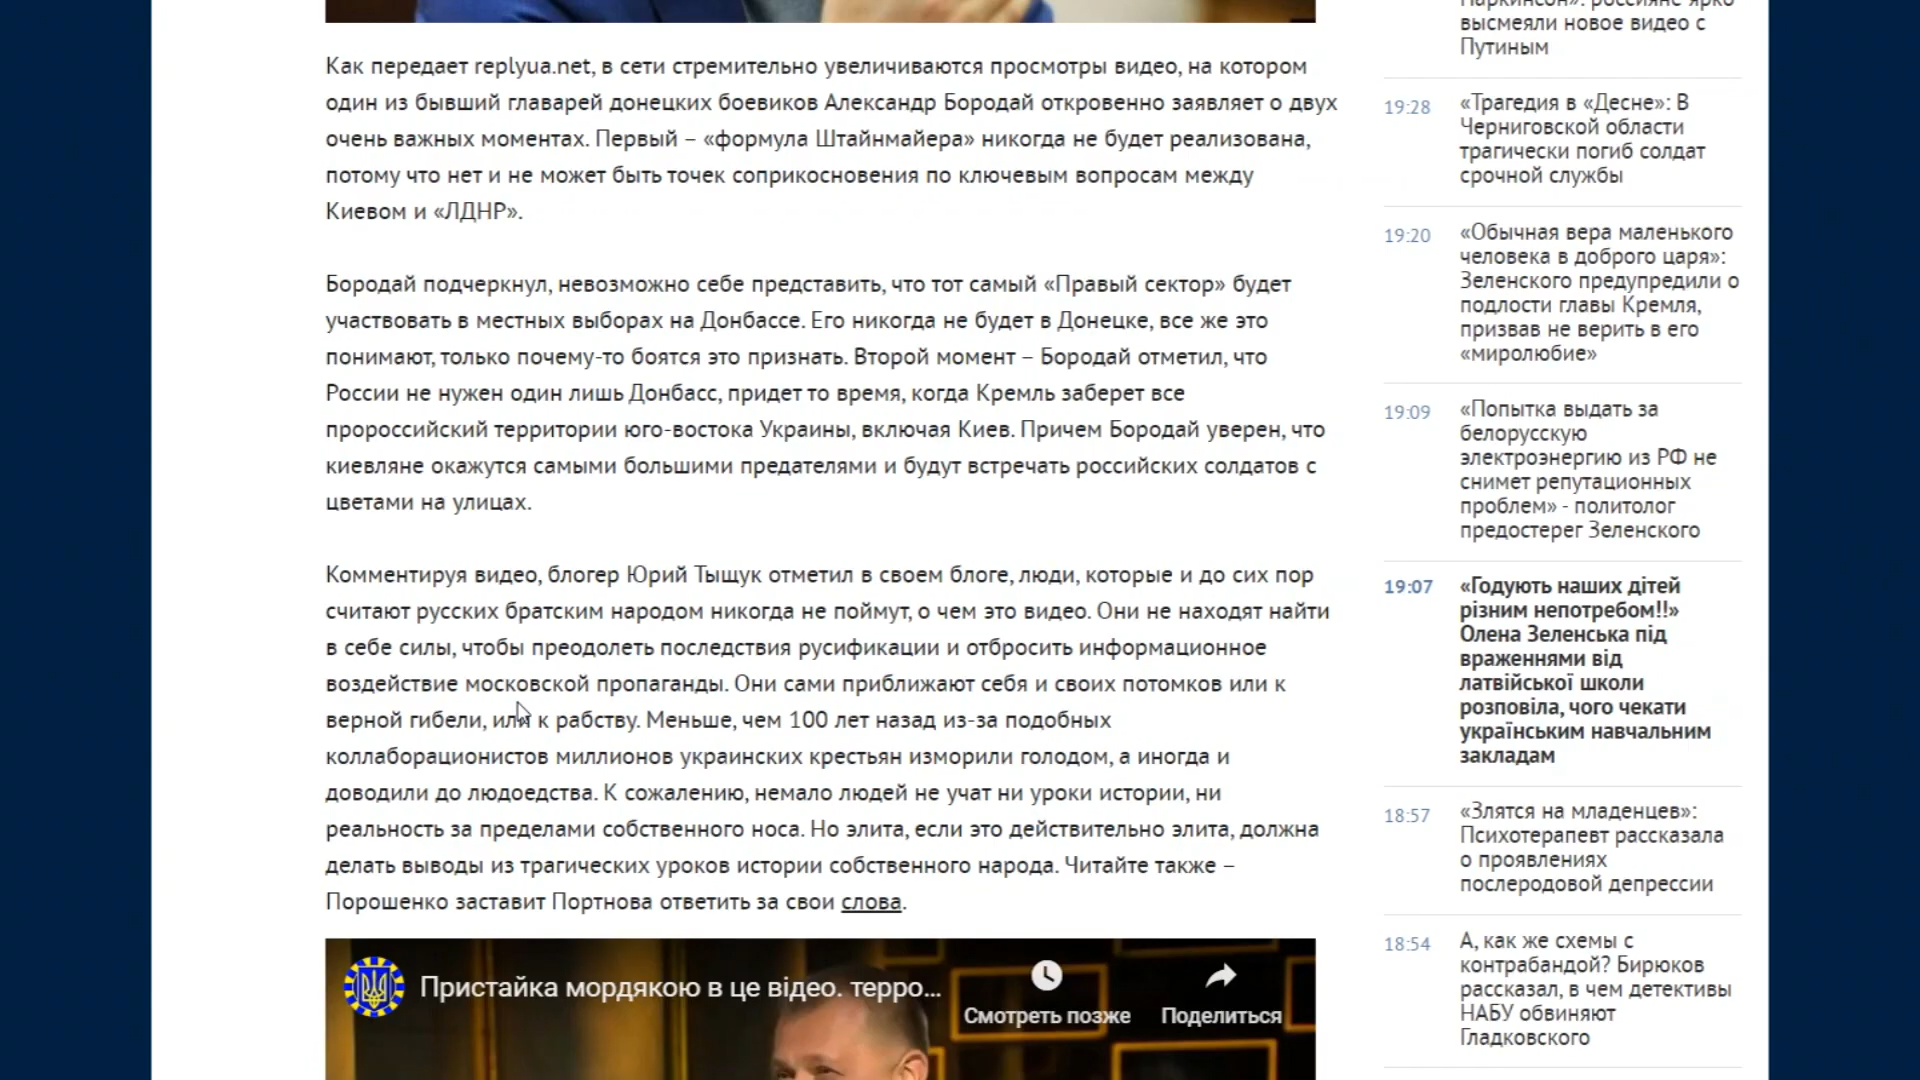 Как передает replyua.net, в сети стремительно увеличиваются просмотры видео, на котором
один из бывший главарей донецких боевиков Александр Бородай откровенно заявляет о двух
очень важных моментах. Первый – «формула Штайнмайера» никогда не будет реализована,
потому что нет и не может быть точек соприкосновения по ключевым вопросам между
Киевом и «ЛДНР».
Бородай подчеркнул, невозможно себе представить, что тот самый «Правый сектор» будет
участвовать в местных выборах на Донбассе. Его никогда не будет в Донецке, все же это
понимают, только почему-то боятся это признать. Второй момент – Бородай отметил, что
России не нужен один лишь Донбасс, придет то время, когда Кремль заберет все
пророссийский территории юго-востока Украины, включая Киев. Причем Бородай уверен, что
киевляне окажутся самыми большими предателями и будут встречать российских солдатов с
цветами на улицах.
Комментируя видео, блогер Юрий Тыщук отметил в своем блоге, люди, которые и до сих пор
считают русских братским народом никогда не поймут, о чем это видео. Они не находят найти
в себе силы, чтобы преодолеть последствия русификации и отбросить информационное
воздействие московской пропаганды. Они сами приближают себя и своих потомков или к
верной гибели, или к рабству. Меньше, чем 100 лет назад из-за подобных
коллаборационистов миллионов украинских крестьян изморили голодом, а иногда и
доводили до людоедства. К сожалению, немало людей не учат ни уроки истории, ни
реальность за пределами собственного носа. Но элита, если это действительно элита, должна
делать выводы из трагических уроков истории собственного народа. Читайте также –
Порошенко заставит Портнова ответить за свои слова.
Пристайка мордякою в це відео. терро...
Смотреть позже
Поделиться
Паркинсон»: россияне ярко
высмеяли новое видео с
Путиным
19:28
«Трагедия в «Десне»: В
Черниговской области
трагически погиб солдат
срочной службы
19:20
«Обычная вера маленького
человека в доброго царя»:
Зеленского предупредили о
подлости главы Кремля,
призвав не верить в его
«миролюбие»
19:09
«Попытка выдать за
белорусскую
электроэнергию из РФ не
снимет репутационных
проблем» - политолог
предостерег Зеленского
19:07
«Годують наших дітей
різним непотребом!!»
Олена Зеленська під
враженнями від
латвійської школи
розповіла, чого чекати
українським навчальним
закладам
18:57
«Злятся на младенцев»:
Психотерапевт рассказала
о проявлениях
послеродовой депрессии
18:54
А, как же схемы с
контрабандой? Бирюков
рассказал, в чем детективы
НАБУ обвиняют
Гладковского